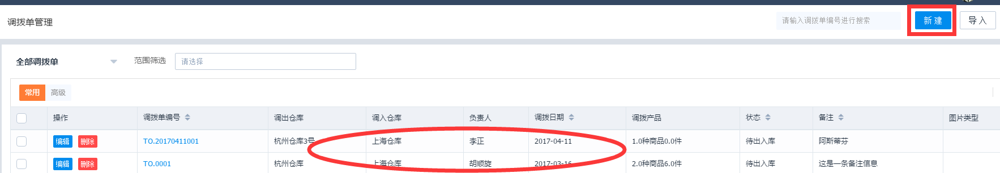 调拨单管理 请输入调拨单编号进行搜索 新建 导入
全部调拨单 范围筛选 请选择
常用 高级
操作 调拨单编号 调出仓库 调入仓库 负责人 调拨日期 调拨产品 状态 备注 图片类型
编辑 删除 TO.20170411001 杭州仓库3号 上海仓库 李正 2017-04-11 1.0种商品0.0件 待出入库 阿斯蒂芬
编辑 删除 TO.0001 杭州仓库 上海仓库 胡顺旋 2017-03-16 2.0种商品6.0件 待出入库 这是一条备注信息